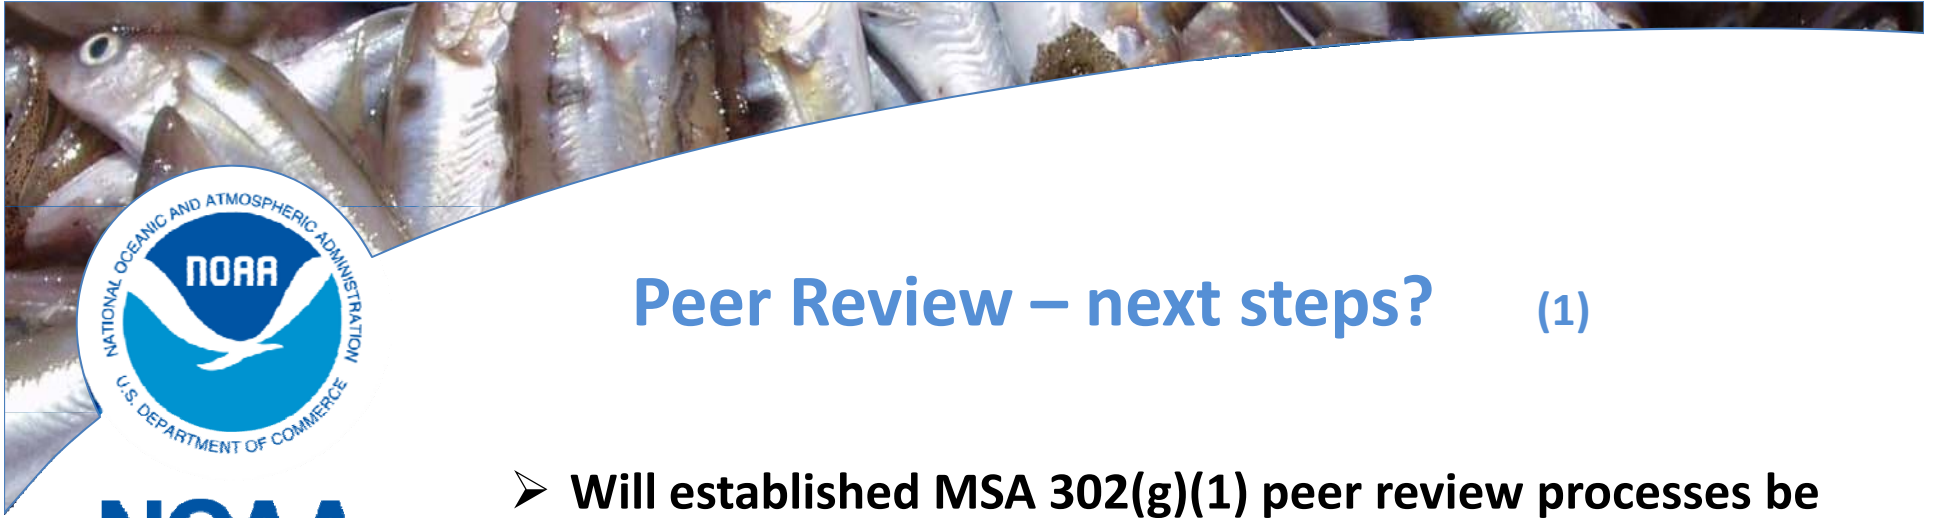 NATIONAL OCEANIC AND ATMOSPHERIC ADMINISTRATION
NOAA
U.S. DEPARTMENT OF COMMERCE
Peer Review – next steps? (1)
➢ Will established MSA 302(g)(1) peer review processes be
NOAA